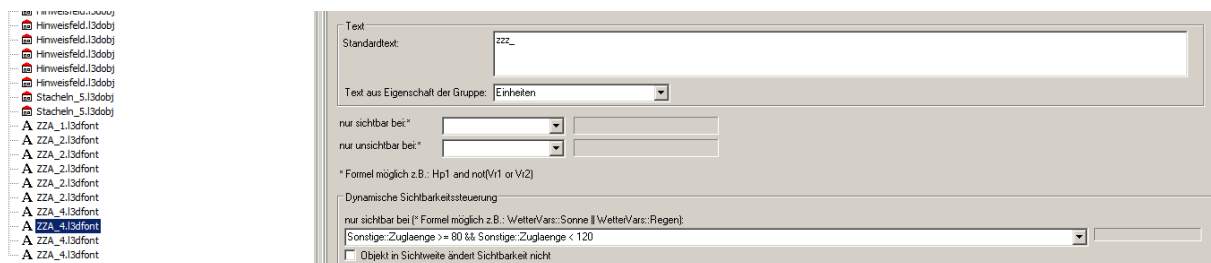 Hinweisfeld.l3dobj
Hinweisfeld.l3dobj
Hinweisfeld.l3dobj
Hinweisfeld.l3dobj
Hinweisfeld.l3dobj
Hinweisfeld.l3dobj
Stacheln_5.l3dobj
Stacheln_5.l3dobj
A ZZA_1.l3dfont
A ZZA_2.l3dfont
A ZZA_2.l3dfont
A ZZA_2.l3dfont
A ZZA_2.l3dfont
A ZZA_2.l3dfont
A ZZA_4.l3dfont
A ZZA_4.l3dfont
A ZZA_4.l3dfont
A ZZA_4.l3dfont
Text
Standardtext:
zzz_
Text aus Eigenschaft der Gruppe: Einheiten
nur sichtbar bei:*
nur unsichtbar bei:*
* Formel möglich z.B.: Hp1 and not(Vr1 or Vr2)
Dynamische Sichtbarkeitssteuerung
nur sichtbar bei (* Formel möglich z.B.: WetterVars::Sonne || WetterVars::Regen):
Sonstige::Zuglaenge >= 80 && Sonstige::Zuglaenge < 120
Objekt in Sichtweite ändert Sichtbarkeit nicht